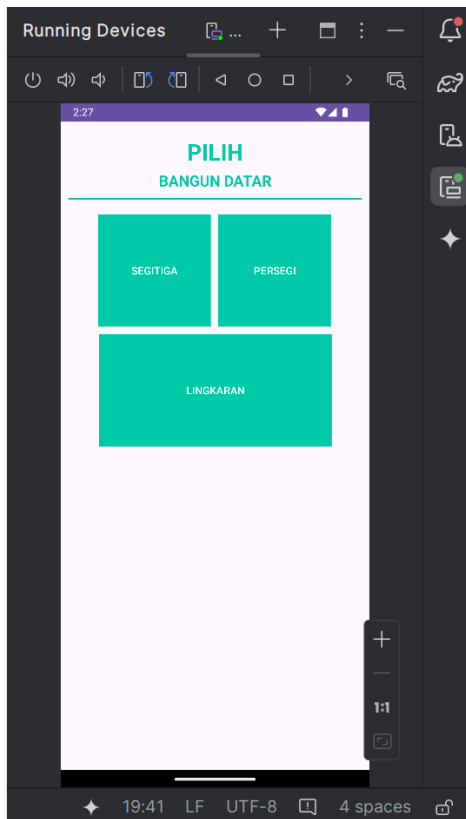 Running Devices ...
2:27
PILIH
BANGUN DATAR
SEGITIGA PERSEGI
LINGKARAN
1:1
19:41 LF UTF-8 4 spaces